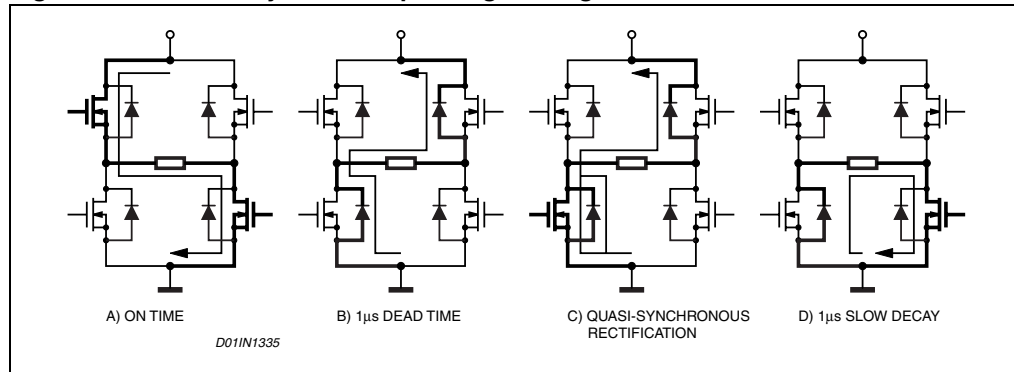 A) ON TIME
B) 1μs DEAD TIME
C) QUASI-SYNCHRONOUS
RECTIFICATION
D) 1μs SLOW DECAY
D01IN1335